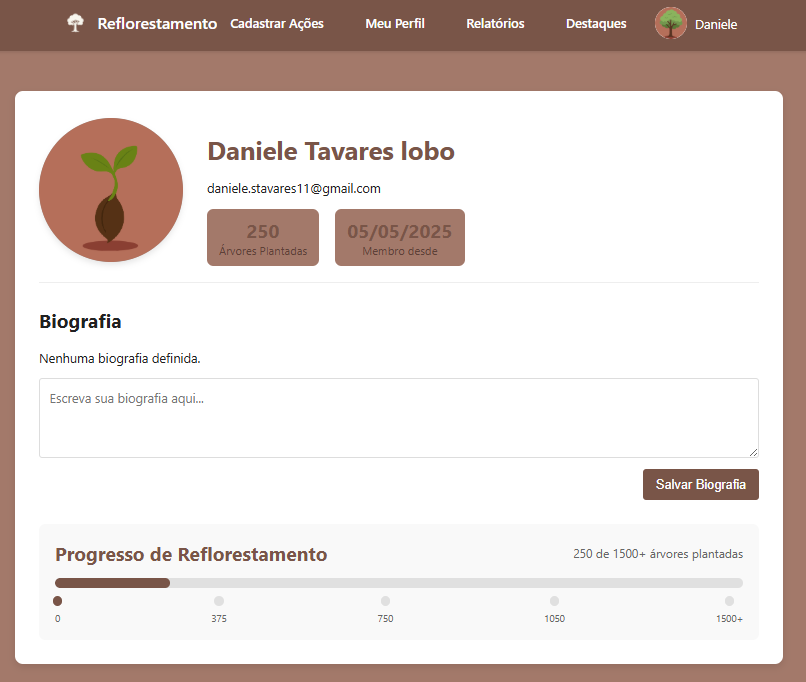 Reflorestamento Cadastrar Ações Meu Perfil Relatórios Destaques Daniele
Daniele Tavares lobo
daniele.stavares11@gmail.com
250 05/05/2025
Árvores Plantadas Membro desde
Biografia
Nenhuma biografia definida.
Escreva sua biografia aqui...
Salvar Biografia
Progresso de Reflorestamento 250 de 1500+ árvores plantadas
0 375 750 1050 1500+